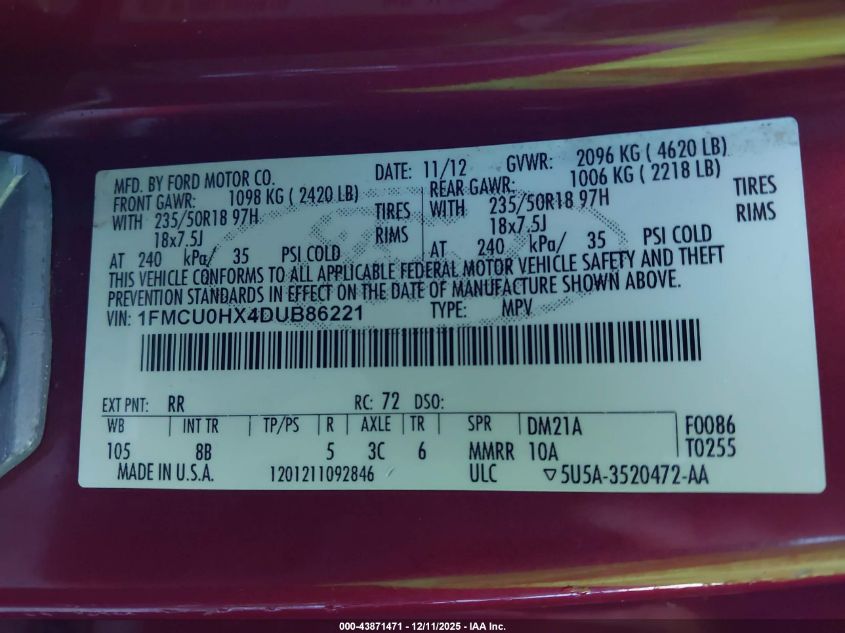 MFD. BY FORD MOTOR CO. DATE: 11/12 GVWR: 2096 KG ( 4620 LB)
FRONT GAWR: 1098 KG ( 2420 LB) REAR GAWR: 1006 KG ( 2218 LB)
WITH 235/50R18 97H TIRES WITH 235/50R18 97H TIRES
18x7.5J RIMS 18x7.5J RIMS
AT 240 kPa/ 35 PSI COLD AT 240 kPa/ 35 PSI COLD
THIS VEHICLE CONFORMS TO ALL APPLICABLE FEDERAL MOTOR VEHICLE SAFETY AND THEFT
PREVENTION STANDARDS IN EFFECT ON THE DATE OF MANUFACTURE SHOWN ABOVE.
VIN: 1FMCU0HX4DUB86221 TYPE: MPV
EXT PNT: RR RC: 72 DSO:
WB INT TR TP/PS R AXLE TR SPR DM21A F0086
105 8B 5 3C 6 MMRR 10A T0255
MADE IN U.S.A. 1201211092846 ULC ▽5U5A-3520472-AA
000-43871471 - 12/11/2025 - IAA Inc.